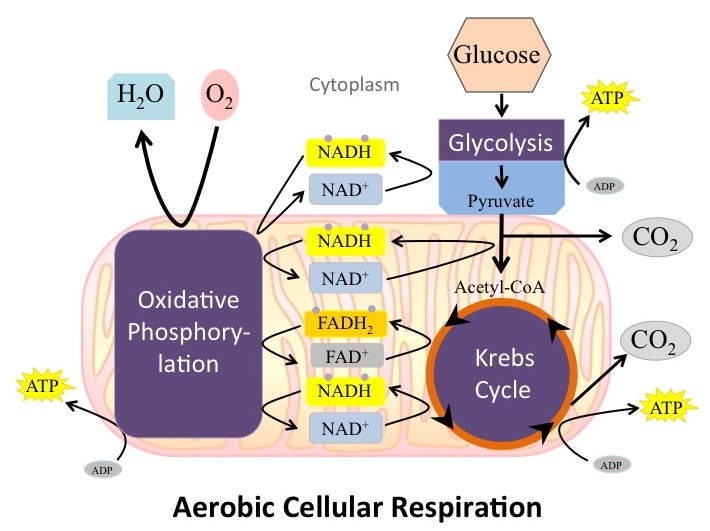 Glucose
Cytoplasm
H₂O
O₂
ATP
Glycolysis
NADH
NAD⁺
Pyruvate
ADP
NADH
CO₂
NAD⁺
Acetyl-CoA
Oxidative
Phosphory-
lation
FADH₂
FAD⁺
Krebs
Cycle
CO₂
NADH
NAD⁺
ATP
ATP
ADP
ADP
Aerobic Cellular Respiration